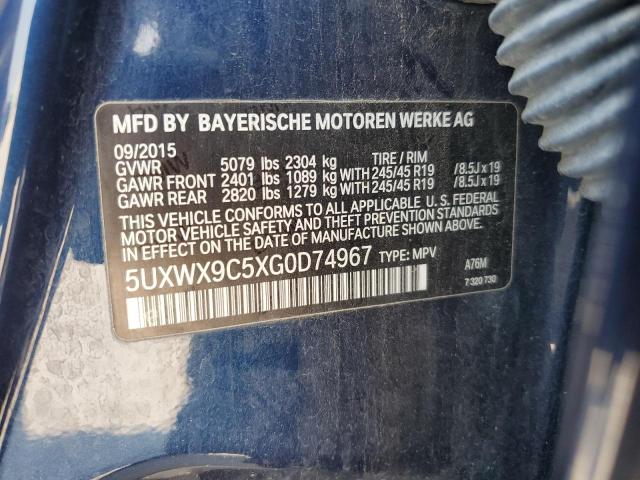 MFD BY BAYERISCHE MOTOREN WERKE AG
09/2015 TIRE / RIM
GVWR 5079 lbs 2304 kg
GAWR FRONT 2401 lbs 1089 kg WITH 245/45 R19 / 8.5J x 19
GAWR REAR 2820 lbs 1279 kg WITH 245/45 R19 / 8.5J x 19
THIS VEHICLE CONFORMS TO ALL APPLICABLE U. S. FEDERAL
MOTOR VEHICLE SAFETY AND THEFT PREVENTION STANDARDS
IN EFFECT ON THE DATE OF MANUFACTURE SHOWN ABOVE.
5UXWX9C5XG0D74967 TYPE: MPV
A76M
7 320 730